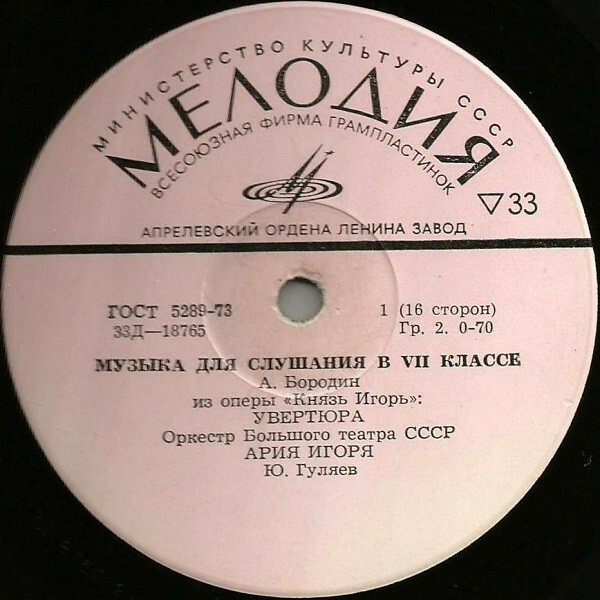 МИНИСТЕРСТВО КУЛЬТУРЫ СССР
МЕЛОДИЯ
ВСЕСОЮЗНАЯ ФИРМА ГРАМПЛАСТИНОК
▽33
АПРЕЛЕВСКИЙ ОРДЕНА ЛЕНИНА ЗАВОД
ГОСТ 5289-73 1 (16 сторон)
33Д—18765 Гр. 2. 0-70
МУЗЫКА ДЛЯ СЛУШАНИЯ В VII КЛАССЕ
А. Бородин
из оперы «Князь Игорь»:
УВЕРТЮРА
Оркестр Большого театра СССР
АРИЯ ИГОРЯ
Ю. Гуляев